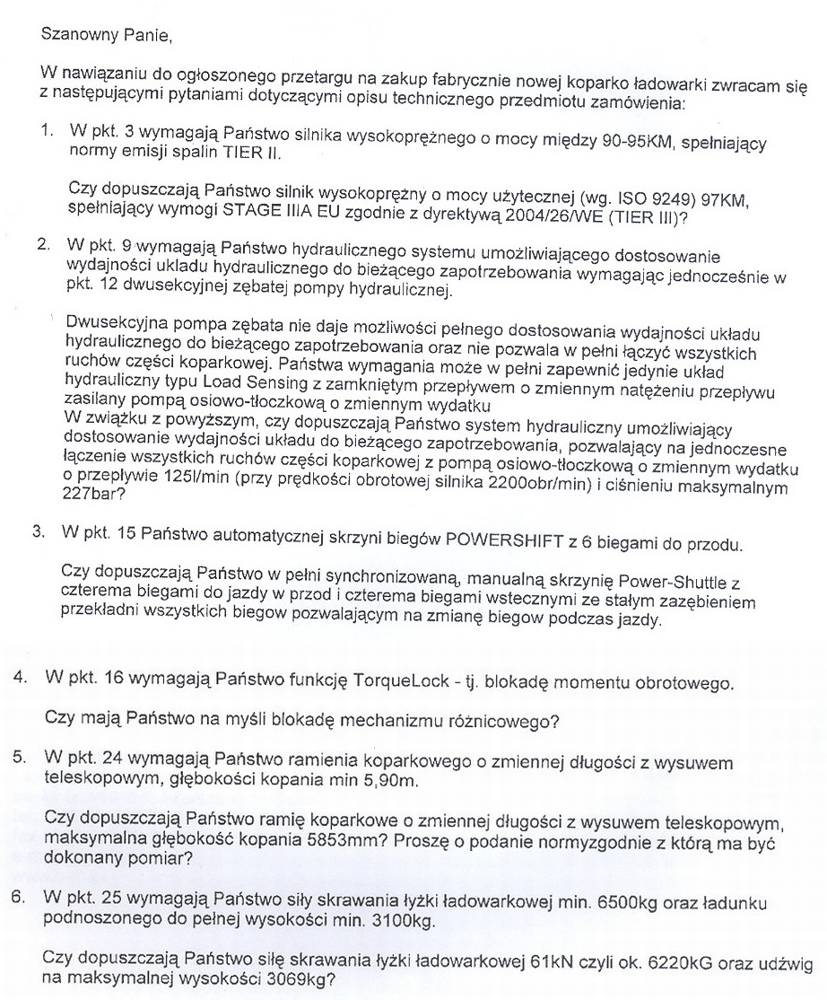 Szanowny Panie,
W nawiązaniu do ogłoszonego przetargu na zakup fabrycznie nowej koparko ładowarki zwracam się
z następującymi pytaniami dotyczącymi opisu technicznego przedmiotu zamówienia:
1. W pkt. 3 wymagają Państwo silnika wysokoprężnego o mocy między 90-95KM, spełniający
normy emisji spalin TIER II.
Czy dopuszczają Państwo silnik wysokoprężny o mocy użytecznej (wg. ISO 9249) 97KM,
spełniający wymogi STAGE IIIA EU zgodnie z dyrektywą 2004/26/WE (TIER III)?
2. W pkt. 9 wymagają Państwo hydraulicznego systemu umożliwiającego dostosowanie
wydajności układu hydraulicznego do bieżącego zapotrzebowania wymagając jednocześnie w
pkt. 12 dwusekcyjnej zębatej pompy hydraulicznej.
Dwusekcyjna pompa zębata nie daje możliwości pełnego dostosowania wydajności układu
hydraulicznego do bieżącego zapotrzebowania oraz nie pozwala w pełni łączyć wszystkich
ruchów części koparkowej. Państwa wymagania może w pełni zapewnić jedynie układ
hydrauliczny typu Load Sensing z zamkniętym przepływem o zmiennym natężeniu przepływu
zasilany pompą osiowo-tłoczkową o zmiennym wydatku
W związku z powyższym, czy dopuszczają Państwo system hydrauliczny umożliwiający
dostosowanie wydajności układu do bieżącego zapotrzebowania, pozwalający na jednoczesne
łączenie wszystkich ruchów części koparkowej z pompą osiowo-tłoczkową o zmiennym wydatku
o przepływie 125l/min (przy prędkości obrotowej silnika 2200obr/min) i ciśnieniu maksymalnym
227bar?
3. W pkt. 15 Państwo automatycznej skrzyni biegów POWERSHIFT z 6 biegami do przodu.
Czy dopuszczają Państwo w pełni synchronizowaną, manualną skrzynię Power-Shuttle z
czterema biegami do jazdy w przod i czterema biegami wstecznymi ze stałym zazębieniem
przekładni wszystkich biegow pozwalającym na zmianę biegow podczas jazdy.
4. W pkt. 16 wymagają Państwo funkcję TorqueLock - tj. blokadę momentu obrotowego.
Czy mają Państwo na myśli blokadę mechanizmu różnicowego?
5. W pkt. 24 wymagają Państwo ramienia koparkowego o zmiennej długości z wysuwem
teleskopowym, głębokości kopania min 5,90m.
Czy dopuszczają Państwo ramię koparkowe o zmiennej długości z wysuwem teleskopowym,
maksymalna głębokość kopania 5853mm? Proszę o podanie normyzgodnie z którą ma być
dokonany pomiar?
6. W pkt. 25 wymagają Państwo siły skrawania łyżki ładowarkowej min. 6500kg oraz ładunku
podnoszonego do pełnej wysokości min. 3100kg.
Czy dopuszczają Państwo siłę skrawania łyżki ładowarkowej 61kN czyli ok. 6220kG oraz udźwig
na maksymalnej wysokości 3069kg?